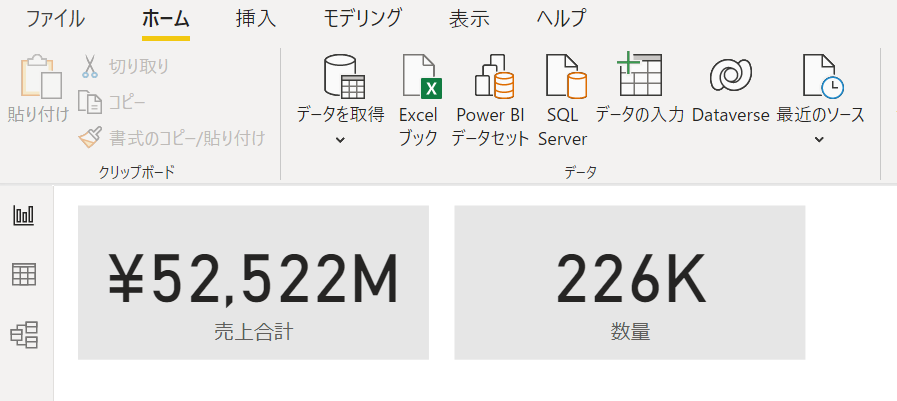 ファイル ホーム 挿入 モデリング 表示 ヘルプ
貼り付け
切り取り
コピー
書式のコピー/貼り付け
クリップボード
データを取得
Excel
ブック
Power BI
データセット
SQL
Server
データの入力
Dataverse
最近のソース
データ
¥52,522M
売上合計
226K
数量